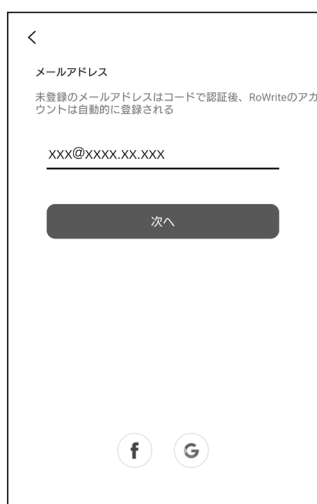 メールアドレス
未登録のメールアドレスはコードで認証後、RoWriteのアカ
ウントは自動的に登録される
xxx@xxxx.xx.xxx
次へ
f
G